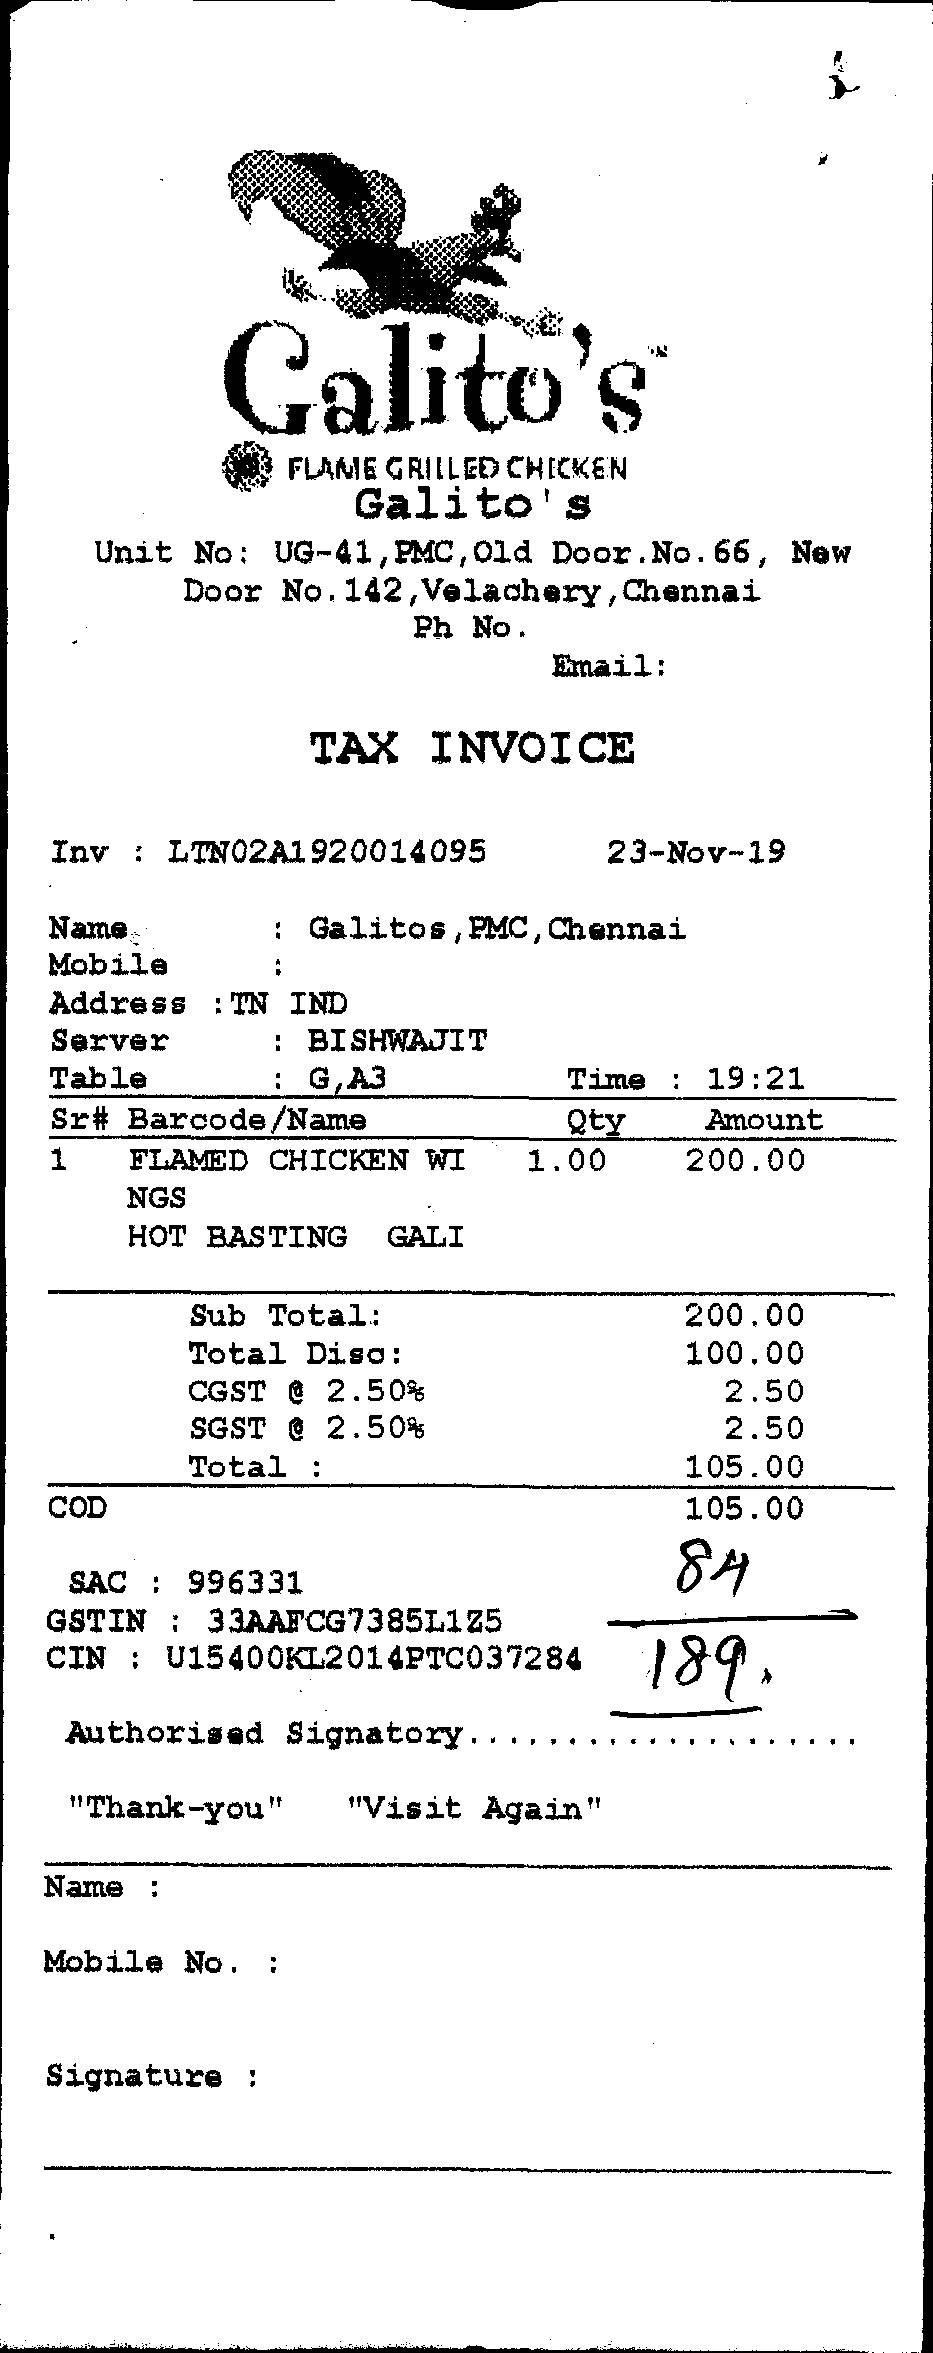 Galito's™
FLAME GRILLED CHICKEN
Galito's
Unit No: UG-41,PMC,Old Door.No.66, New
Door No.142,Velachery,Chennai
Ph No.
Email:
TAX INVOICE
Inv : LTN02A1920014095 23-Nov-19
Name : Galitos,PMC,Chennai
Mobile :
Address :TN IND
Server : BISHWAJIT
Table : G,A3 Time : 19:21
Sr# Barcode/Name Qty Amount
1 FLAMED CHICKEN WI 1.00 200.00
NGS
HOT BASTING GALI
Sub Total: 200.00
Total Disc: 100.00
CGST @ 2.50% 2.50
SGST @ 2.50% 2.50
Total : 105.00
COD 105.00
84
SAC : 996331
GSTIN : 33AAFCG7385L1Z5
CIN : U15400KL2014PTC037284
189.
Authorised Signatory....................
"Thank-you" "Visit Again"
Name :
Mobile No. :
Signature :